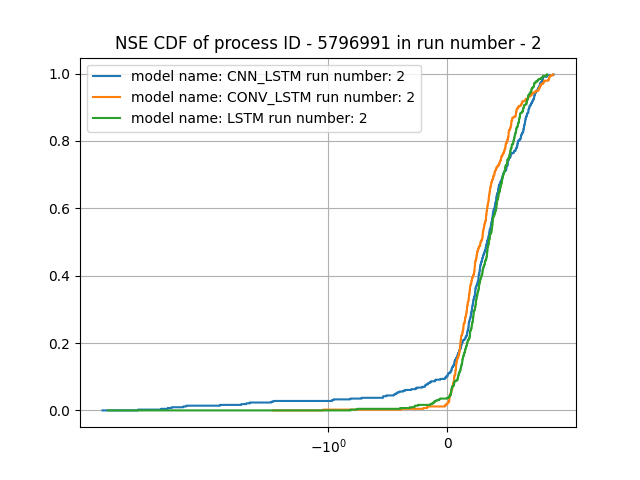 NSE CDF of process ID - 5796991 in run number - 2
model name: CNN_LSTM run number: 2
model name: CONV_LSTM run number: 2
model name: LSTM run number: 2
1.0
0.8
0.6
0.4
0.2
0.0
−10⁰ 0